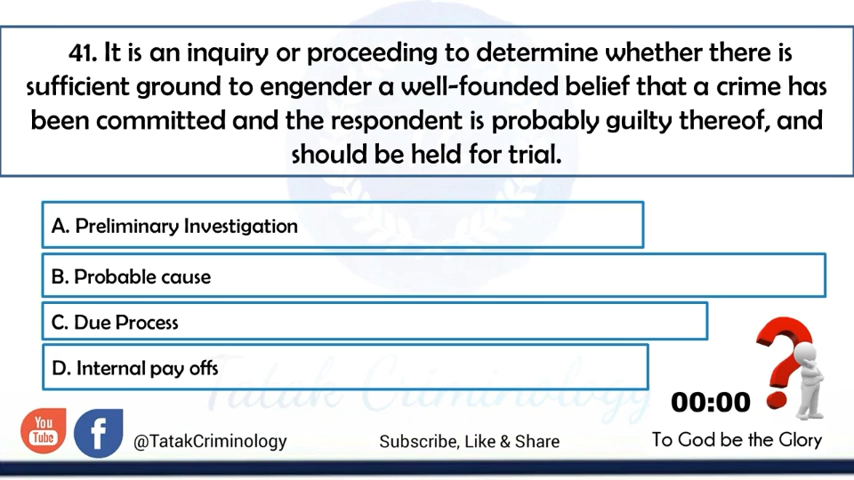 41. It is an inquiry or proceeding to determine whether there is
sufficient ground to engender a well-founded belief that a crime has
been committed and the respondent is probably guilty thereof, and
should be held for trial.
A. Preliminary Investigation
B. Probable cause
C. Due Process
D. Internal pay offs
Tatak Criminology
00:00
You
Tube
f
@TatakCriminology
Subscribe, Like & Share
To God be the Glory